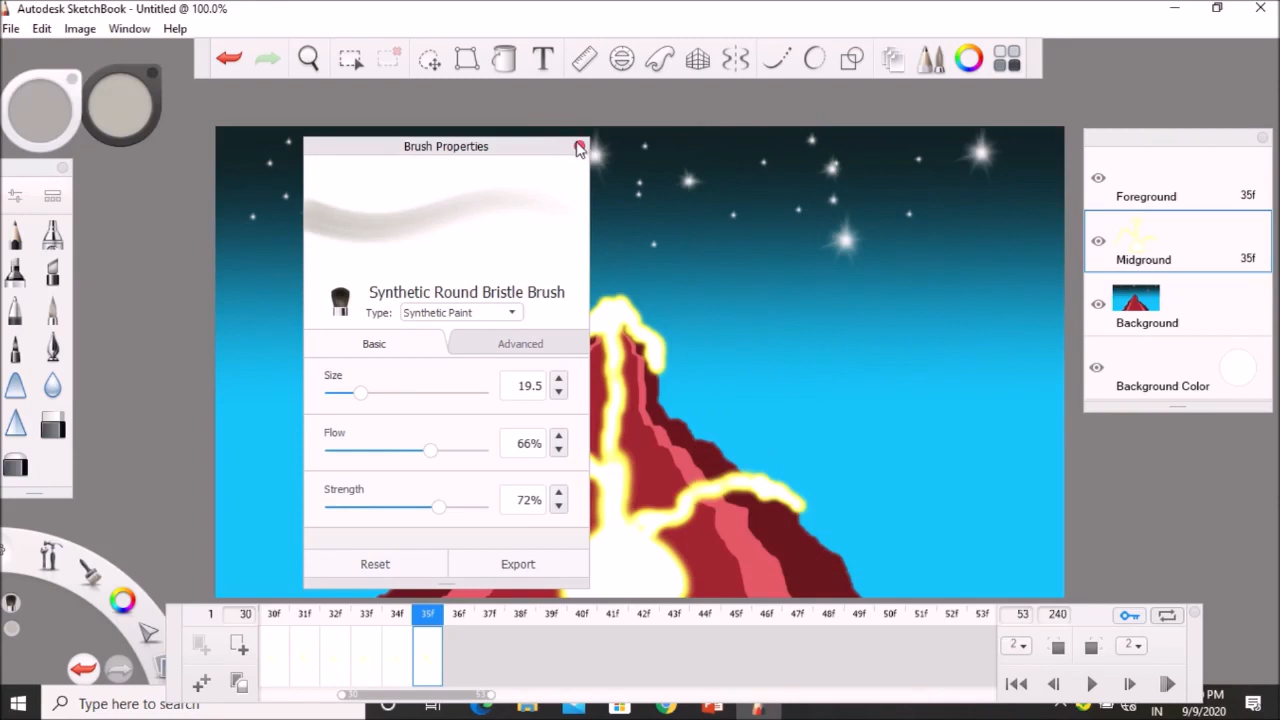 Autodesk SketchBook - Untitled @ 100.0%
File Edit Image Window Help
Brush Properties
Synthetic Round Bristle Brush
Type: Synthetic Paint
Basic Advanced
Size
19.5
Flow
66%
Strength
72%
Reset Export
Foreground 35f
Midground 35f
Background
Background Color
1 30 30f 31f 32f 33f 34f 35f 36f 37f 38f 39f 40f 41f 42f 43f 44f 45f 46f 47f 48f 49f 50f 51f 52f 53f 53 240
2 2
30 53
Type here to search
PM
IN 9/9/2020